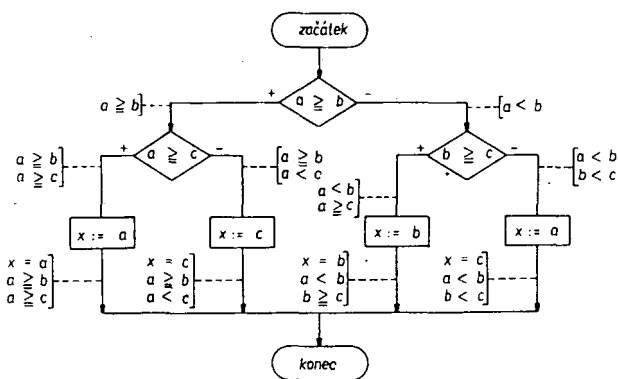 začátek
a ≧ b
+ a ≧ b −
a < b
+ a ≧ c −
+ b ≧ c −
a ≧ b
a ≧ c
a ≧ b
a < c
a < b
a ≧ c
a < b
b < c
x := a
x := c
x := b
x := a
x = a
a ≧ b
a ≧ c
x = c
a ≧ b
a < c
x = b
a < b
b ≧ c
x = c
a < b
b < c
konec